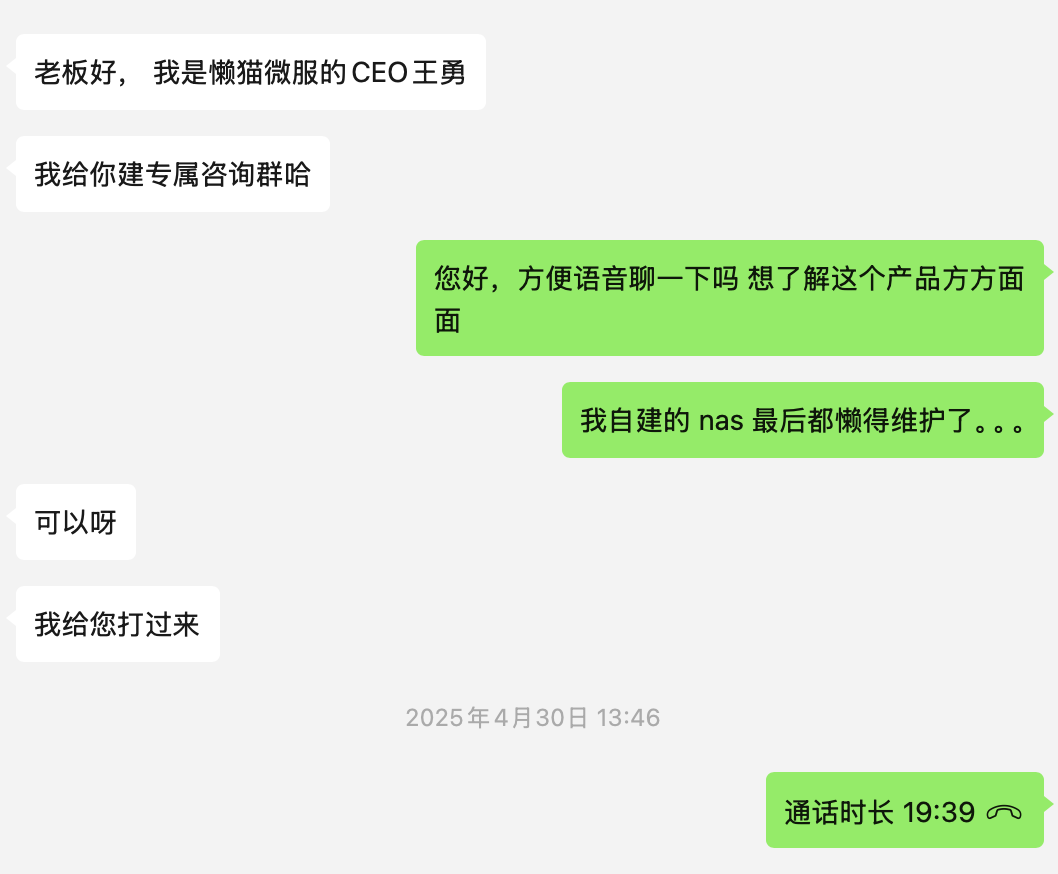 老板好， 我是懒猫微服的CEO王勇
我给你建专属咨询群哈
您好，方便语音聊一下吗 想了解这个产品方方面
面
我自建的 nas 最后都懒得维护了。。。
可以呀
我给您打过来
2025年4月30日 13:46
通话时长 19:39